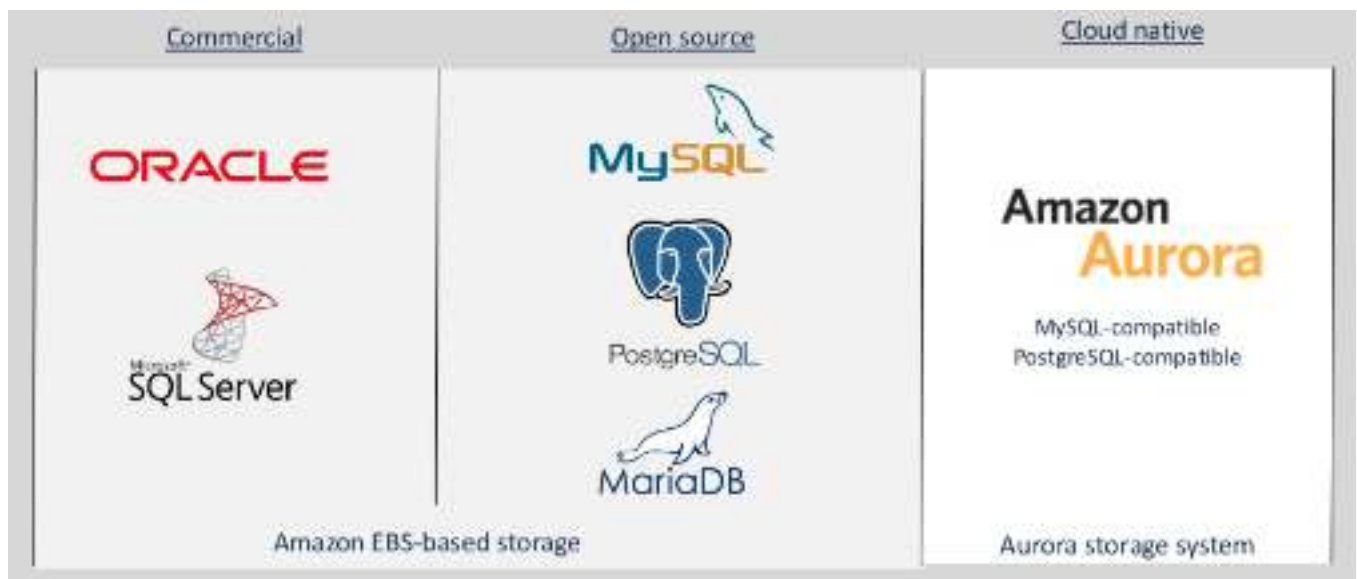 Commercial
Open source
Cloud native
ORACLE
Microsoft
SQL Server
MySQL
PostgreSQL
MariaDB
Amazon
Aurora
MySQL-compatible
PostgreSQL-compatible
Amazon EBS-based storage
Aurora storage system